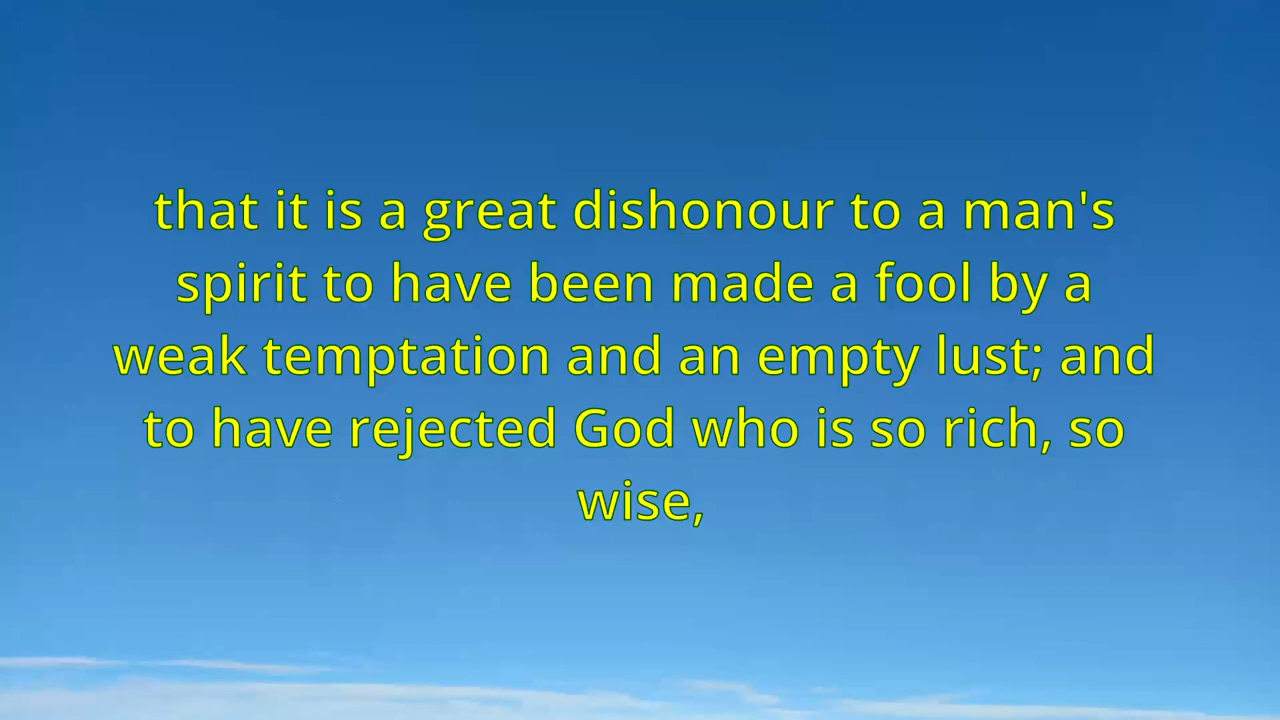 that it is a great dishonour to a man's
spirit to have been made a fool by a
weak temptation and an empty lust; and
to have rejected God who is so rich, so
wise,